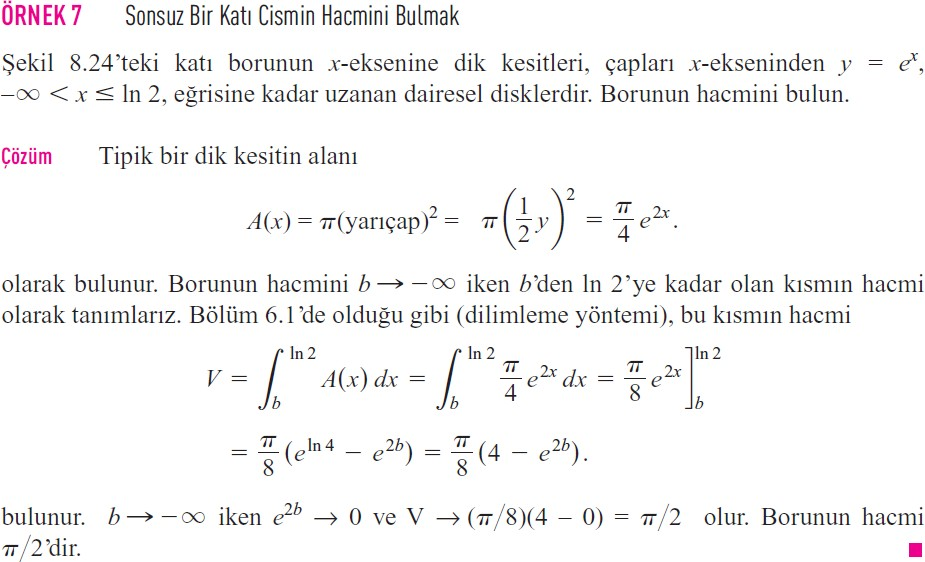 ÖRNEK 7 Sonsuz Bir Katı Cismin Hacmini Bulmak
Şekil 8.24’teki katı borunun x-eksenine dik kesitleri, çapları x-ekseninden y = eˣ,
−∞ < x ≤ ln 2, eğrisine kadar uzanan dairesel disklerdir. Borunun hacmini bulun.
Çözüm Tipik bir dik kesitin alanı
A(x) = π(yarıçap)² = π(1/2 y)² = π/4 e^{2x}.
olarak bulunur. Borunun hacmini b → −∞ iken b’den ln 2’ye kadar olan kısmın hacmi
olarak tanımlarız. Bölüm 6.1’de olduğu gibi (dilimleme yöntemi), bu kısmın hacmi
V = ∫_b^{ln 2} A(x) dx = ∫_b^{ln 2} π/4 e^{2x} dx = π/8 e^{2x}]_b^{ln 2}
= π/8 (e^{ln 4} − e^{2b}) = π/8 (4 − e^{2b}).
bulunur. b → −∞ iken e^{2b} → 0 ve V → (π/8)(4 − 0) = π/2 olur. Borunun hacmi
π/2’dir.